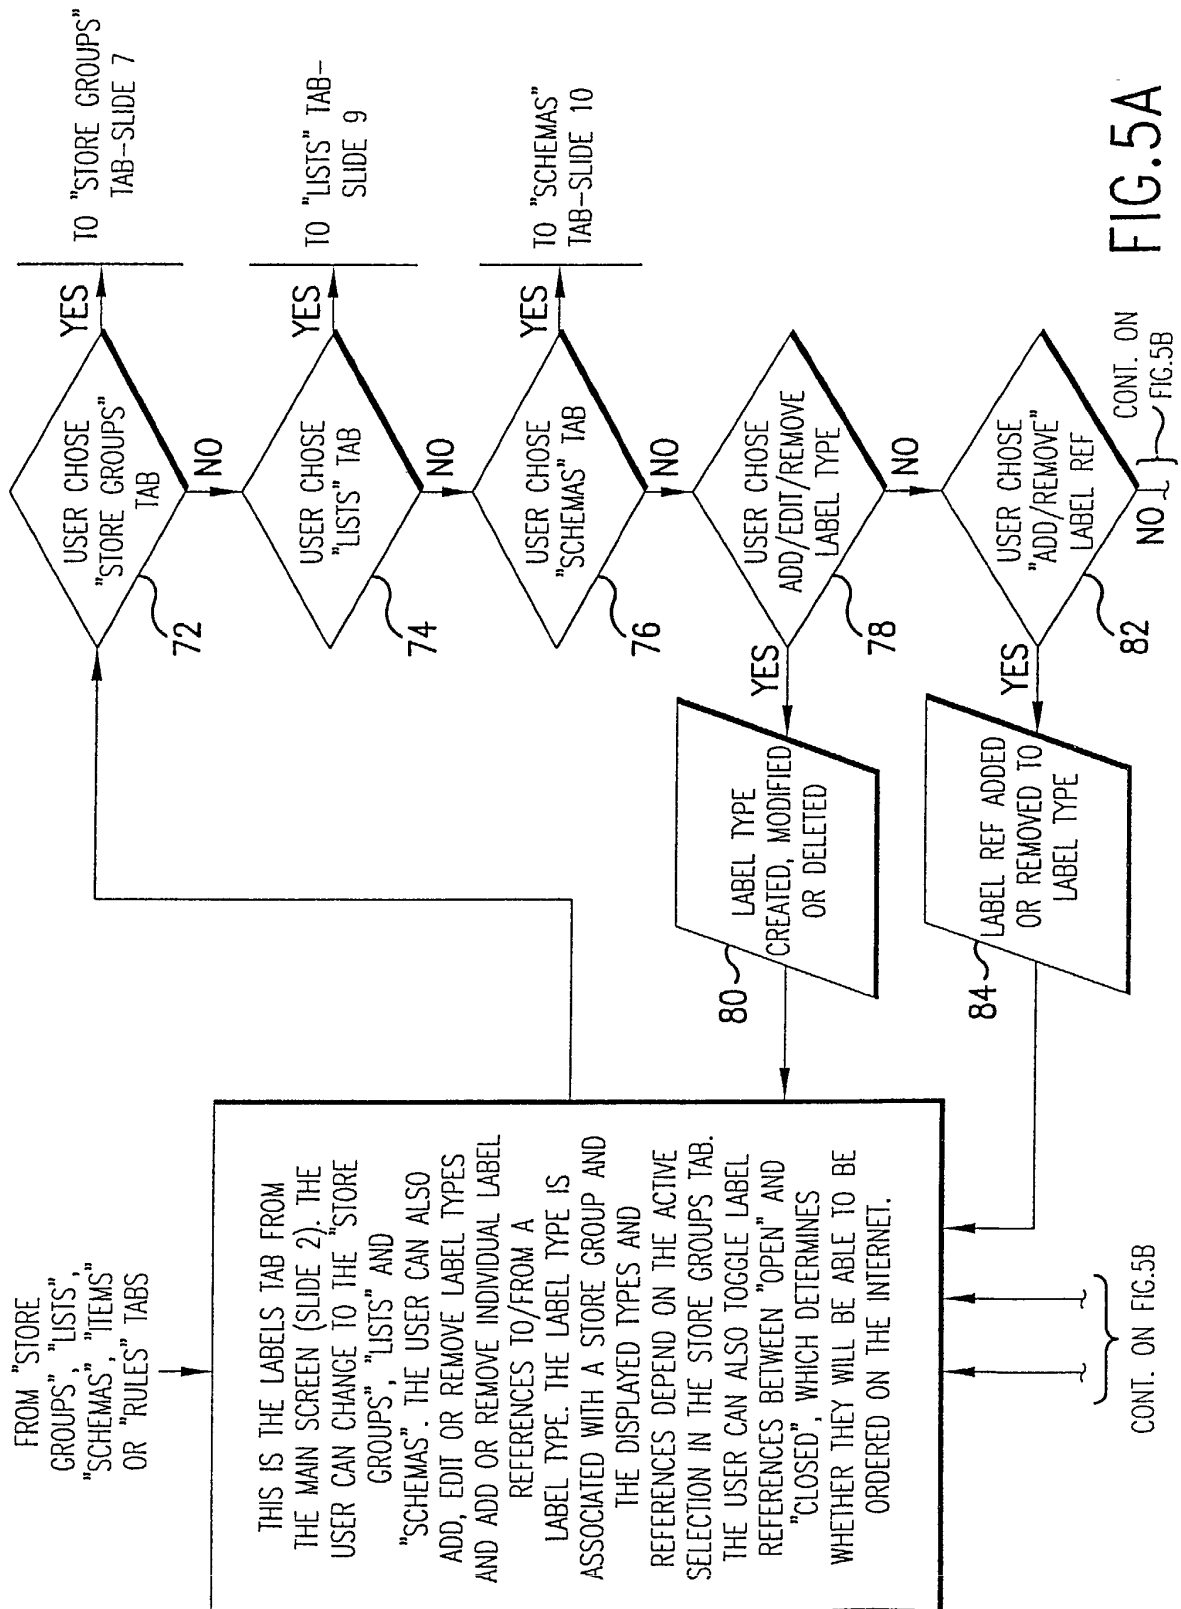 FROM "STORE
GROUPS", "LISTS",
"SCHEMAS", "ITEMS"
OR "RULES" TABS
THIS IS THE LABELS TAB FROM
THE MAIN SCREEN (SLIDE 2). THE
USER CAN CHANGE TO THE "STORE
GROUPS", "LISTS" AND
"SCHEMAS". THE USER CAN ALSO
ADD, EDIT OR REMOVE LABEL TYPES
AND ADD OR REMOVE INDIVIDUAL LABEL
REFERENCES TO/FROM A
LABEL TYPE. THE LABEL TYPE IS
ASSOCIATED WITH A STORE GROUP AND
THE DISPLAYED TYPES AND
REFERENCES DEPEND ON THE ACTIVE
SELECTION IN THE STORE GROUPS TAB.
THE USER CAN ALSO TOGGLE LABEL
REFERENCES BETWEEN "OPEN" AND
"CLOSED", WHICH DETERMINES
WHETHER THEY WILL BE ABLE TO BE
ORDERED ON THE INTERNET.
CONT. ON FIG.5B
USER CHOSE
"STORE GROUPS"
TAB
72
YES
TO "STORE GROUPS"
TAB-SLIDE 7
NO
USER CHOSE
"LISTS" TAB
74
YES
TO "LISTS" TAB-
SLIDE 9
NO
USER CHOSE
"SCHEMAS" TAB
76
YES
TO "SCHEMAS"
TAB-SLIDE 10
NO
USER CHOSE
ADD/EDIT/REMOVE
LABEL TYPE
78
YES
LABEL TYPE
CREATED, MODIFIED
OR DELETED
80
NO
USER CHOSE
"ADD/REMOVE"
LABEL REF
82
YES
LABEL REF ADDED
OR REMOVED TO
LABEL TYPE
84
NO
CONT. ON
FIG.5B
FIG.5A